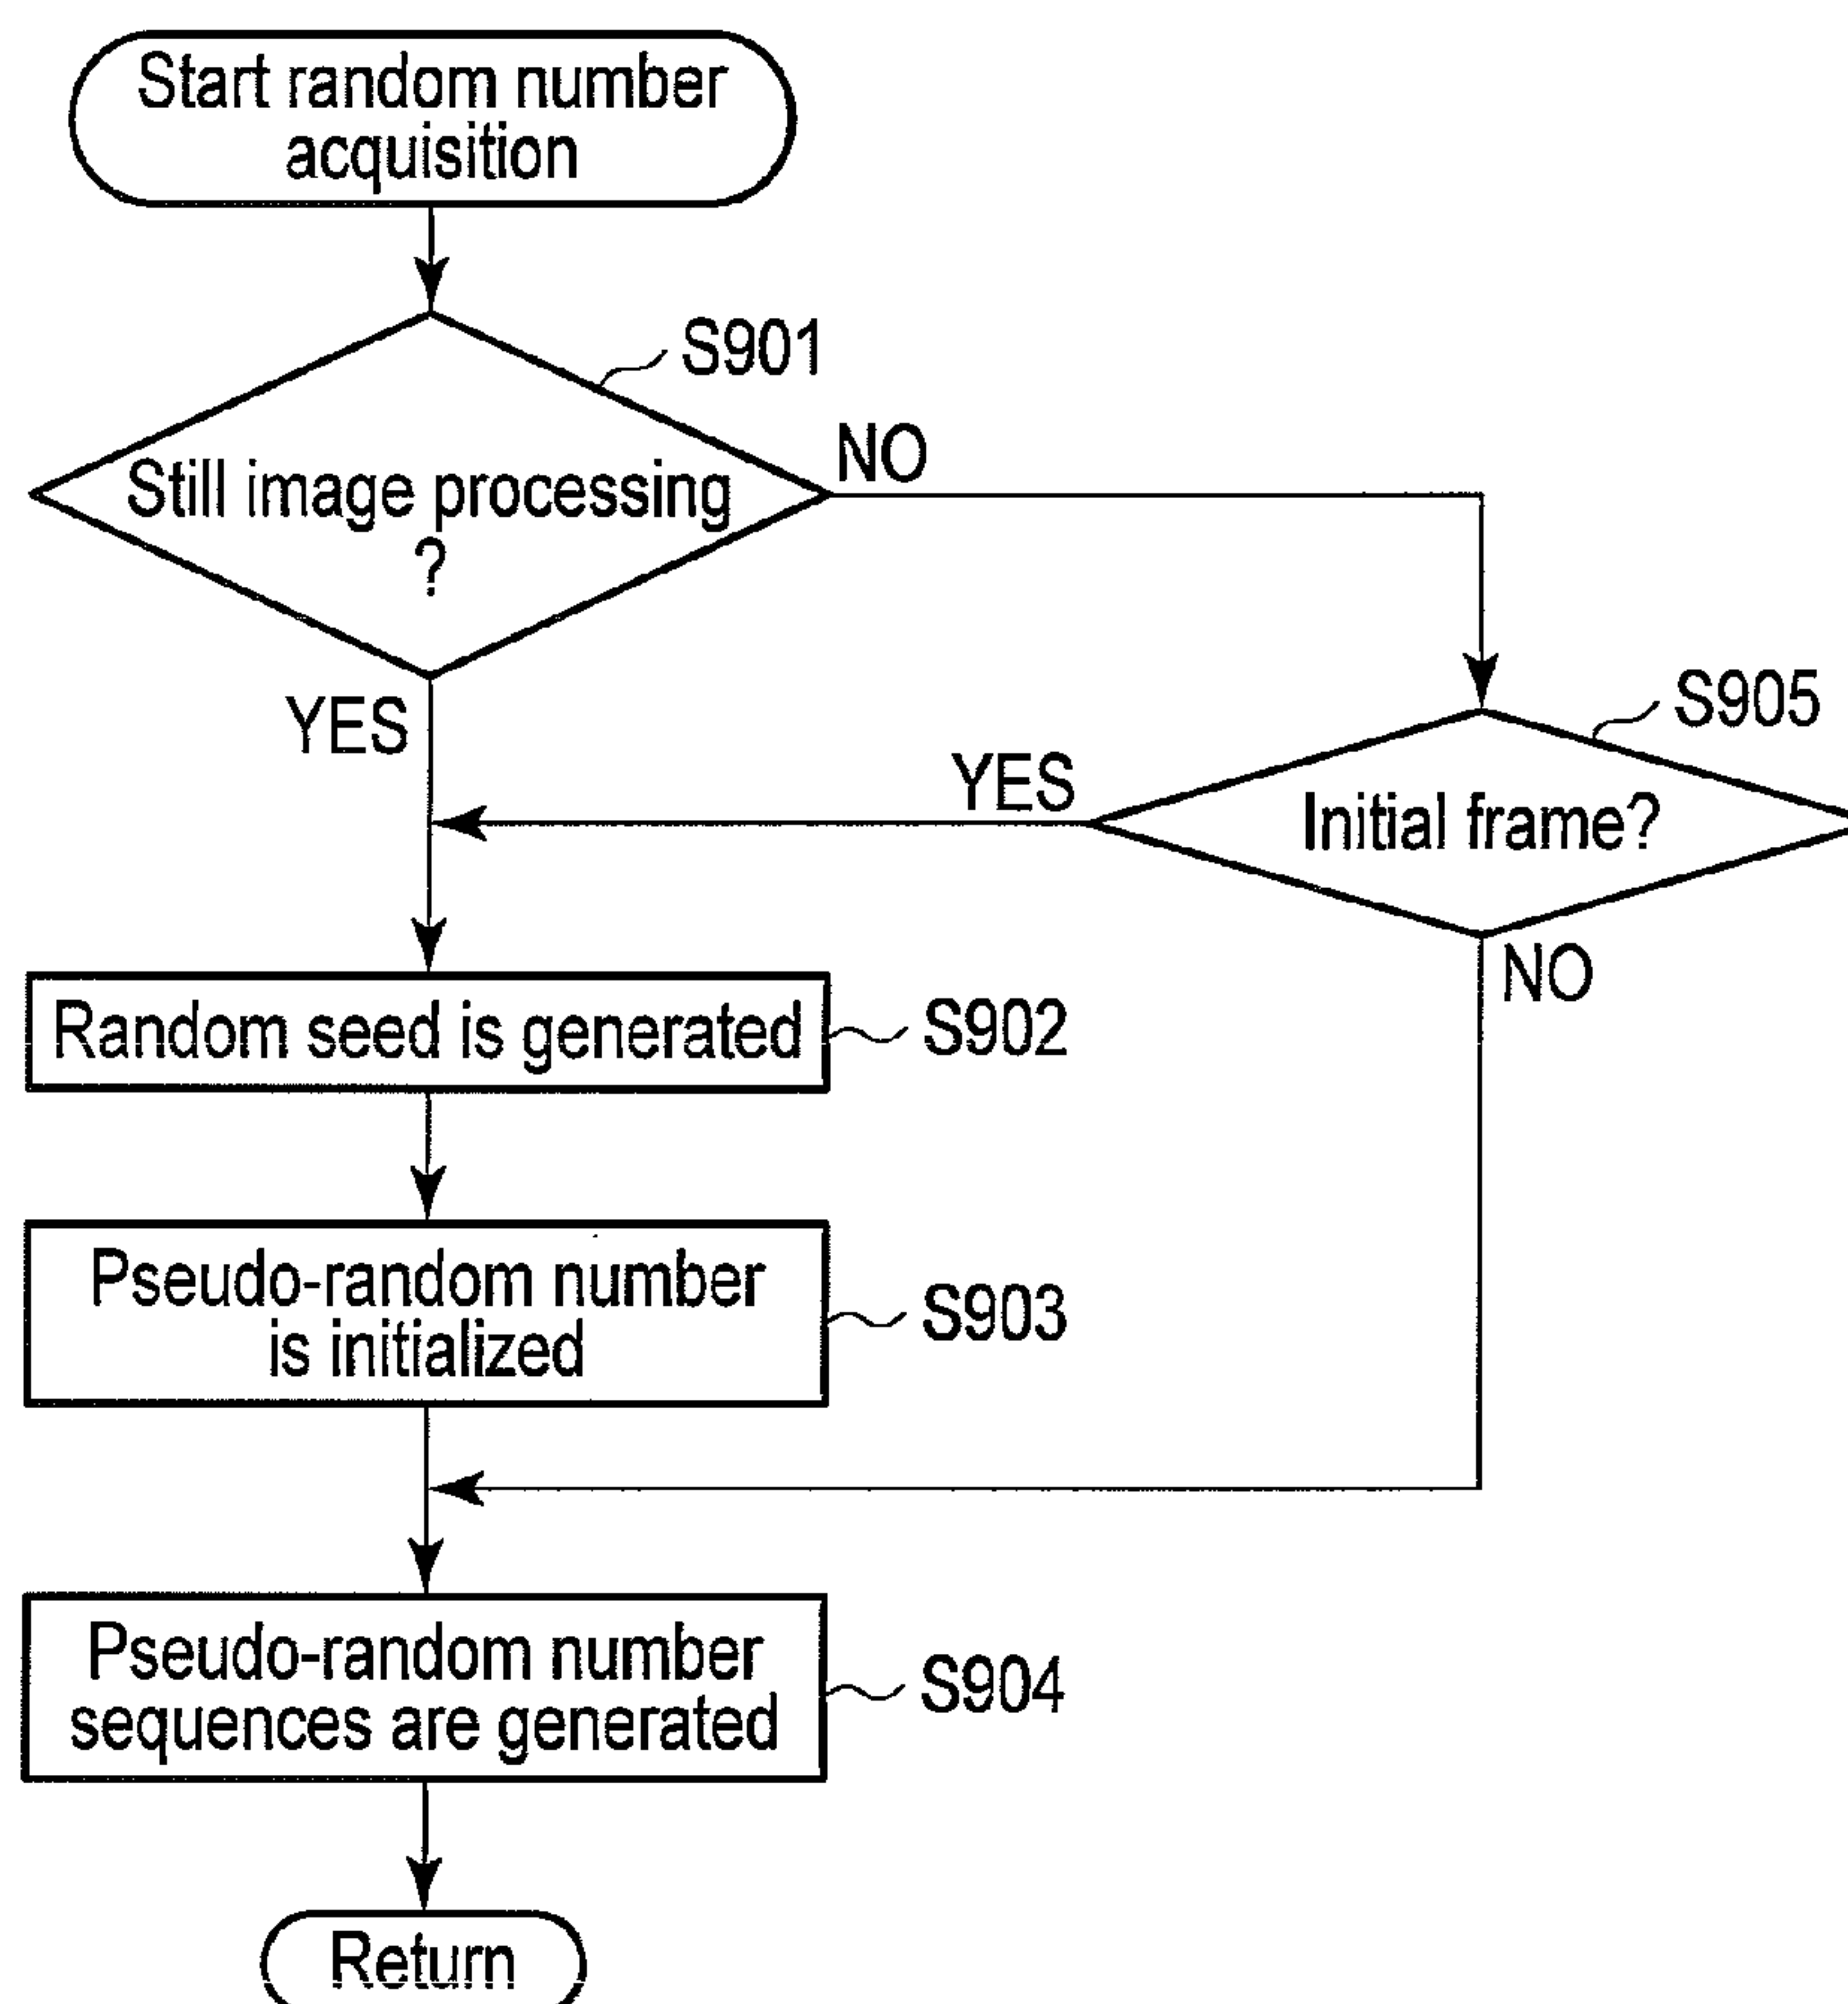 Start random number
acquisition
S901
NO
Still image processing
?
YES
S905
YES
Initial frame?
NO
Random seed is generated
S902
Pseudo-random number
is initialized
S903
Pseudo-random number
sequences are generated
S904
Return